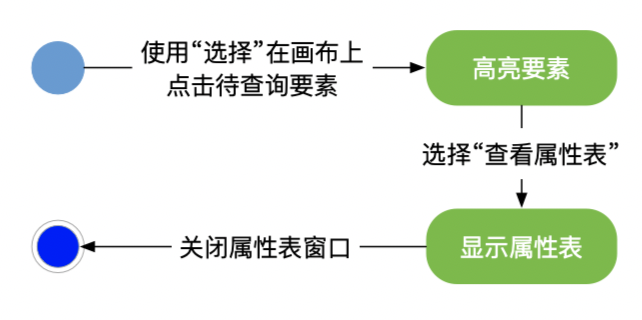 使用“选择”在画布上
点击待查询要素
高亮要素
选择“查看属性表”
显示属性表
关闭属性表窗口